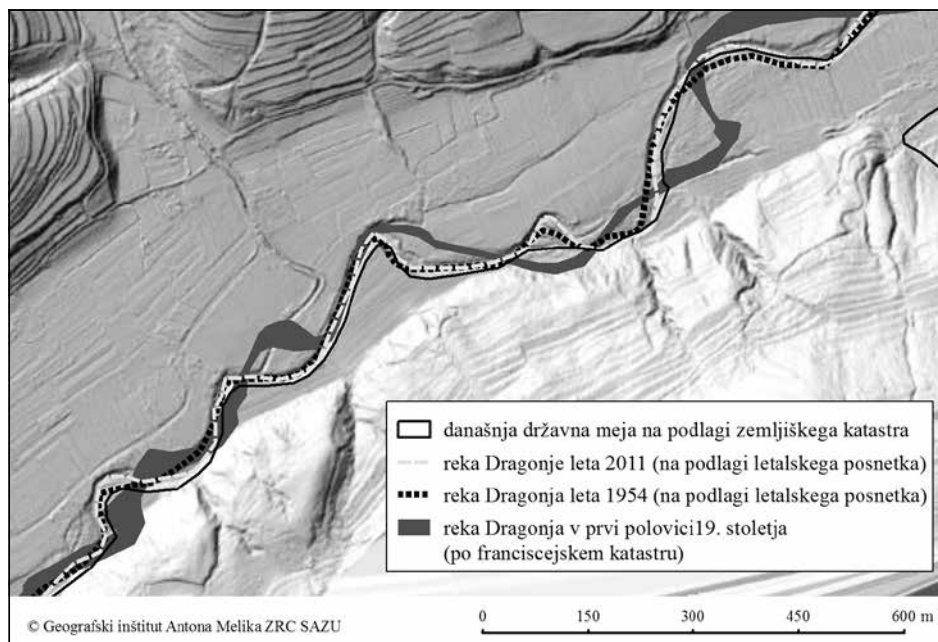 današnja državna meja na podlagi zemljiškega katastra
reka Dragonje leta 2011 (na podlagi letalskega posnetka)
reka Dragonja leta 1954 (na podlagi letalskega posnetka)
reka Dragonja v prvi polovici19. stoletja
(po franciscejskem katastru)
© Geografski inštitut Antona Melika ZRC SAZU
0 150 300 450 600 m